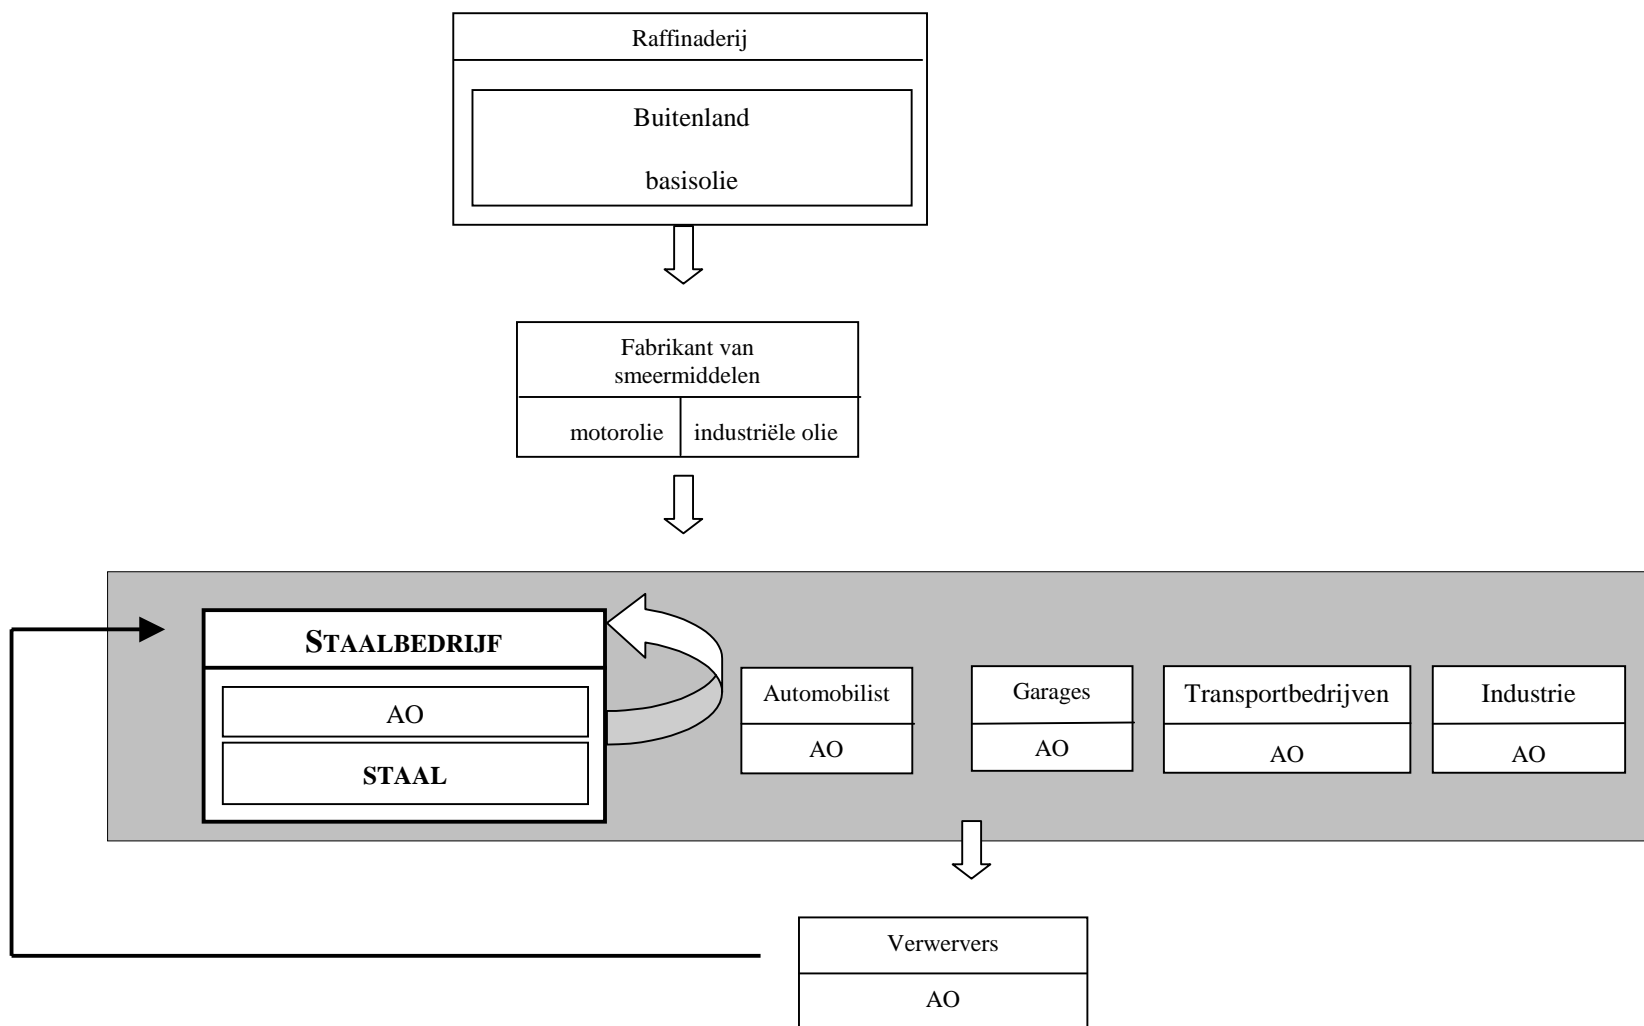 Raffinaderij
Buitenland
basisolie
Fabrikant van
smeermiddelen
motorolie
industriële olie
STAALBEDRIJF
AO
STAAL
Automobilist
AO
Garages
AO
Transportbedrijven
AO
Industrie
AO
Verwervers
AO